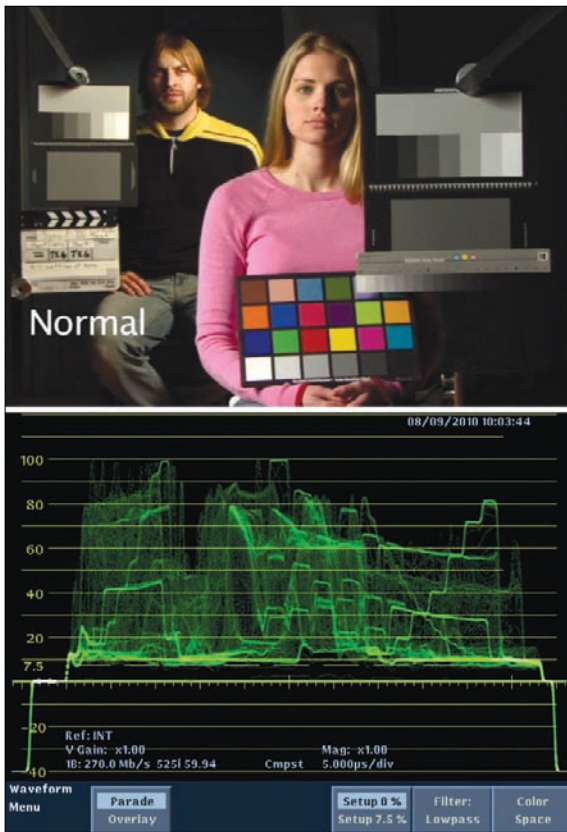 Normal
08/09/2010 10:03:44
100
80
60
40
20
7.5
-20
-40
Ref: INT
V Gain: x1.00
Mag: x1.00
18: 270.0 Mb/s 525i 59.94
Cmpst
5.000µs/div
Waveform
Menu
Parade
Overlay
Setup 0 %
Setup 7.5 %
Filter:
Lowpass
Color
Space